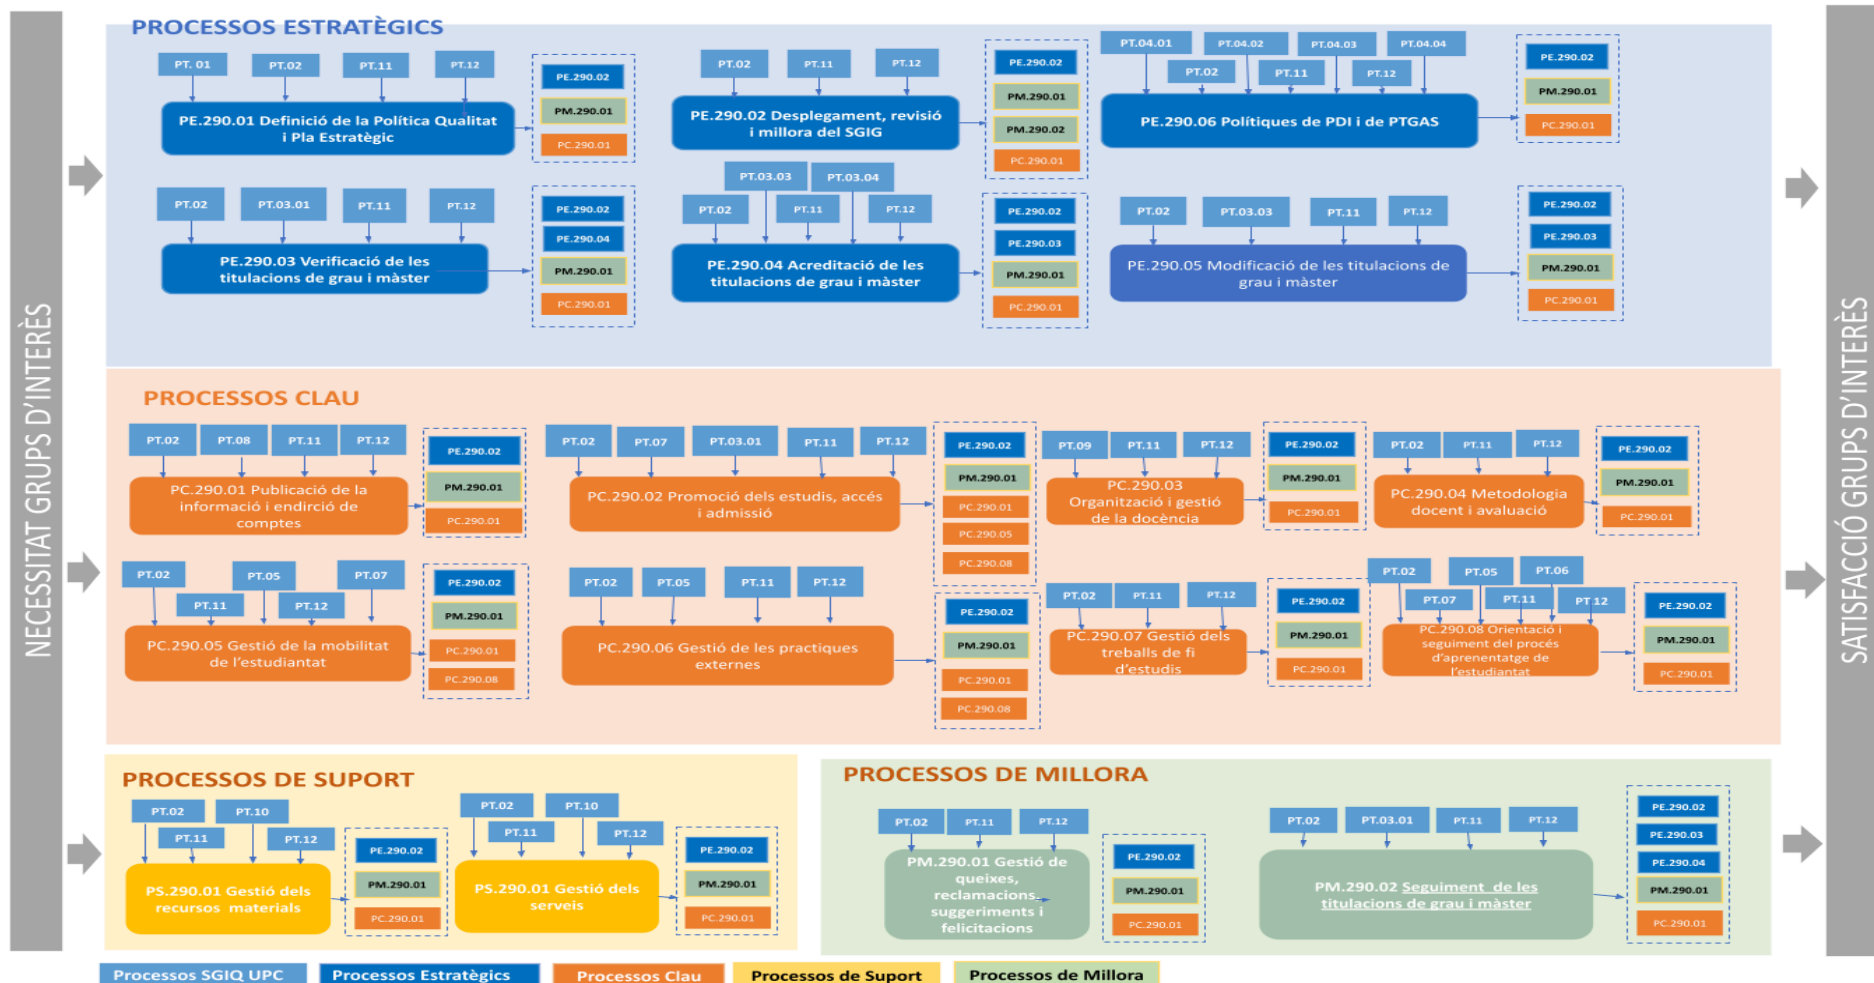 NECESSITAT GRUPS D'INTERÈS
PROCESSOS ESTRATÈGICS
PT. 01
PT.02
PT.11
PT.12
PE.290.01 Definició de la Política Qualitat
i Pla Estratègic
PE.290.02
PM.290.01
PC.290.01
PT.02
PT.11
PT.12
PE.290.02 Desplegament, revisió
i millora del SGIG
PE.290.02
PM.290.01
PM.290.02
PC.290.01
PT.04.01
PT.04.02
PT.04.03
PT.04.04
PT.02
PT.11
PT.12
PE.290.06 Polítiques de PDI i de PTGAS
PE.290.02
PM.290.01
PC.290.01
PT.02
PT.03.01
PT.11
PT.12
PE.290.03 Verificació de les
titulacions de grau i màster
PE.290.02
PE.290.04
PM.290.01
PC.290.01
PT.03.03
PT.03.04
PT.02
PT.11
PT.12
PE.290.04 Acreditació de les
titulacions de grau i màster
PE.290.02
PE.290.03
PM.290.01
PC.290.01
PT.02
PT.03.03
PT.11
PT.12
PE.290.05 Modificació de les titulacions de
grau i màster
PE.290.02
PE.290.03
PM.290.01
PC.290.01
PROCESSOS CLAU
PT.02
PT.08
PT.11
PT.12
PC.290.01 Publicació de la
informació i endirció de
comptes
PE.290.02
PM.290.01
PC.290.01
PT.02
PT.07
PT.03.01
PT.11
PT.12
PC.290.02 Promoció dels estudis, accés
i admissió
PE.290.02
PM.290.01
PC.290.01
PC.290.05
PC.290.08
PT.09
PT.11
PT.12
PC.290.03
Organització i gestió
de la docència
PE.290.02
PM.290.01
PC.290.01
PT.02
PT.11
PT.12
PC.290.04 Metodologia
docent i avaluació
PE.290.02
PM.290.01
PC.290.01
PT.02
PT.05
PT.07
PT.11
PT.12
PC.290.05 Gestió de la mobilitat
de l'estudiantat
PE.290.02
PM.290.01
PC.290.01
PC.290.08
PT.02
PT.05
PT.11
PT.12
PC.290.06 Gestió de les practiques
externes
PE.290.02
PM.290.01
PC.290.01
PC.290.08
PT.02
PT.11
PT.12
PC.290.07 Gestió dels
treballs de fi
d'estudis
PE.290.02
PM.290.01
PC.290.01
PT.02
PT.05
PT.06
PT.07
PT.11
PT.12
PC.290.08 Orientació i
seguiment del procés
d'aprenentatge de
l'estudiantat
PE.290.02
PM.290.01
PC.290.01
PROCESSOS DE SUPORT
PT.02
PT.10
PT.11
PT.12
PS.290.01 Gestió dels
recursos materials
PE.290.02
PM.290.01
PC.290.01
PT.02
PT.10
PT.11
PT.12
PS.290.01 Gestió dels
serveis
PE.290.02
PM.290.01
PC.290.01
PROCESSOS DE MILLORA
PT.02
PT.11
PT.12
PM.290.01 Gestió de
queixes,
reclamacions,
suggeriments i
felicitacions
PE.290.02
PM.290.01
PC.290.01
PT.02
PT.03.01
PT.11
PT.12
PM.290.02 Seguiment de les
titulacions de grau i màster
PE.290.02
PE.290.03
PE.290.04
PM.290.01
PC.290.01
SATISFACCIÓ GRUPS D'INTERÈS
Processos SGIQ UPC
Processos Estratègics
Processos Clau
Processos de Suport
Processos de Millora